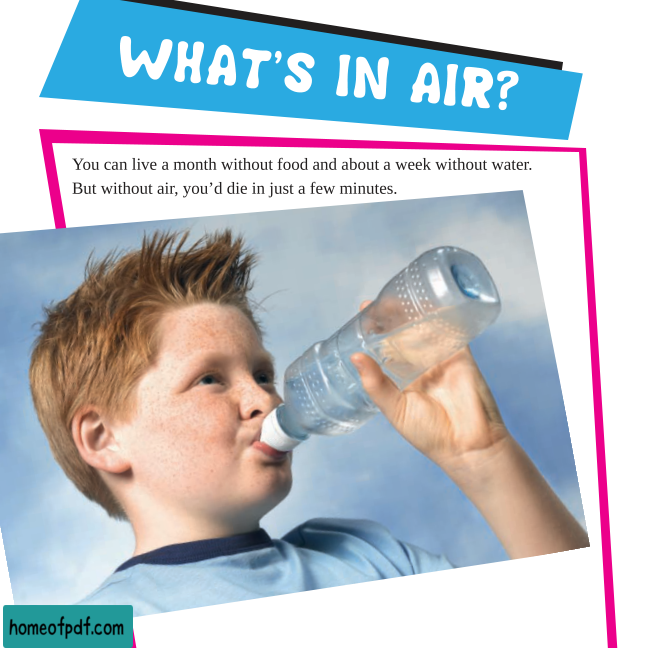 WHAT'S IN AIR?
You can live a month without food and about a week without water.
But without air, you'd die in just a few minutes.
homeofpdf.com